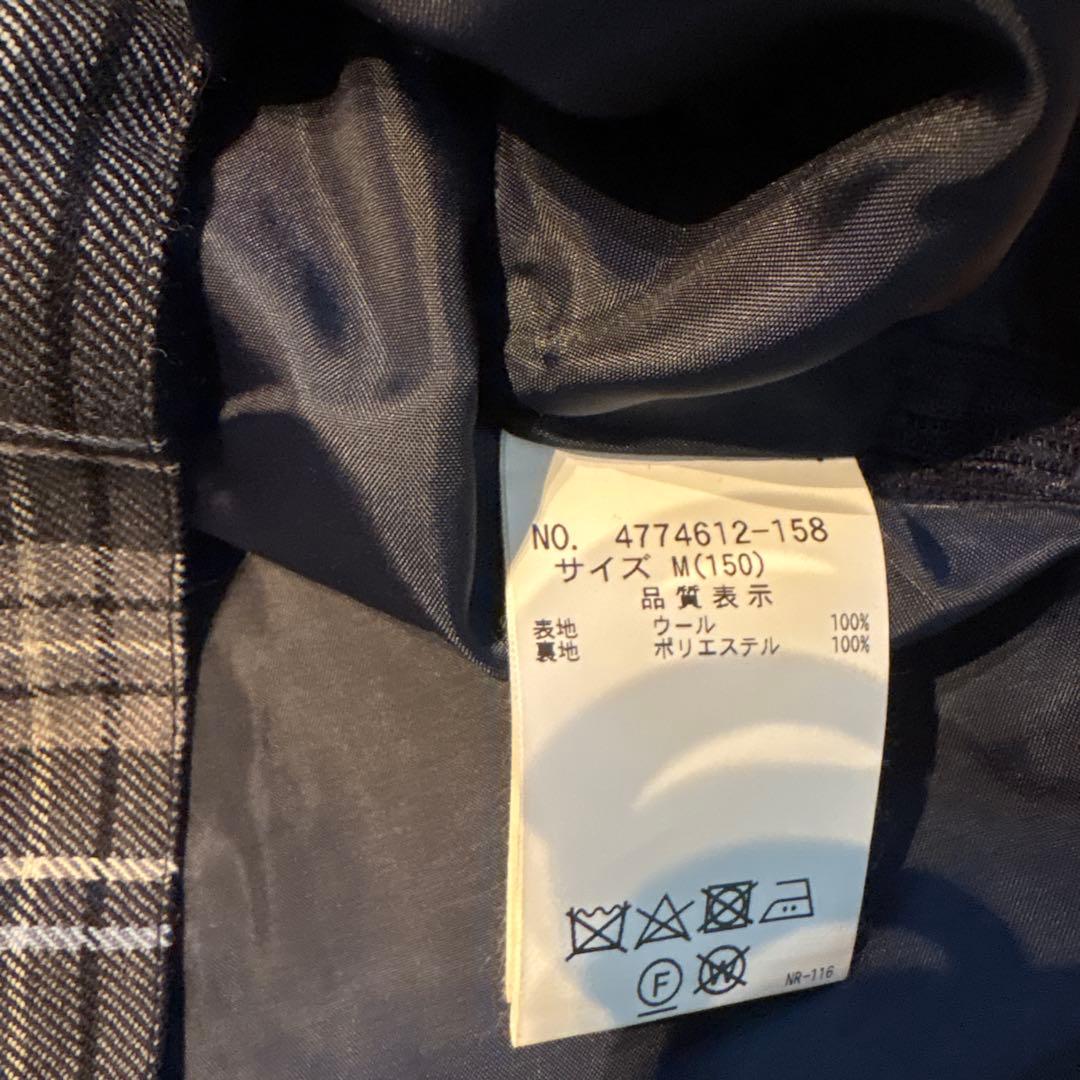 NO. 4774612-158
サイズ M(150)
品質表示
表地 ウール 100%
裏地 ポリエステル 100%
F W
NR-116